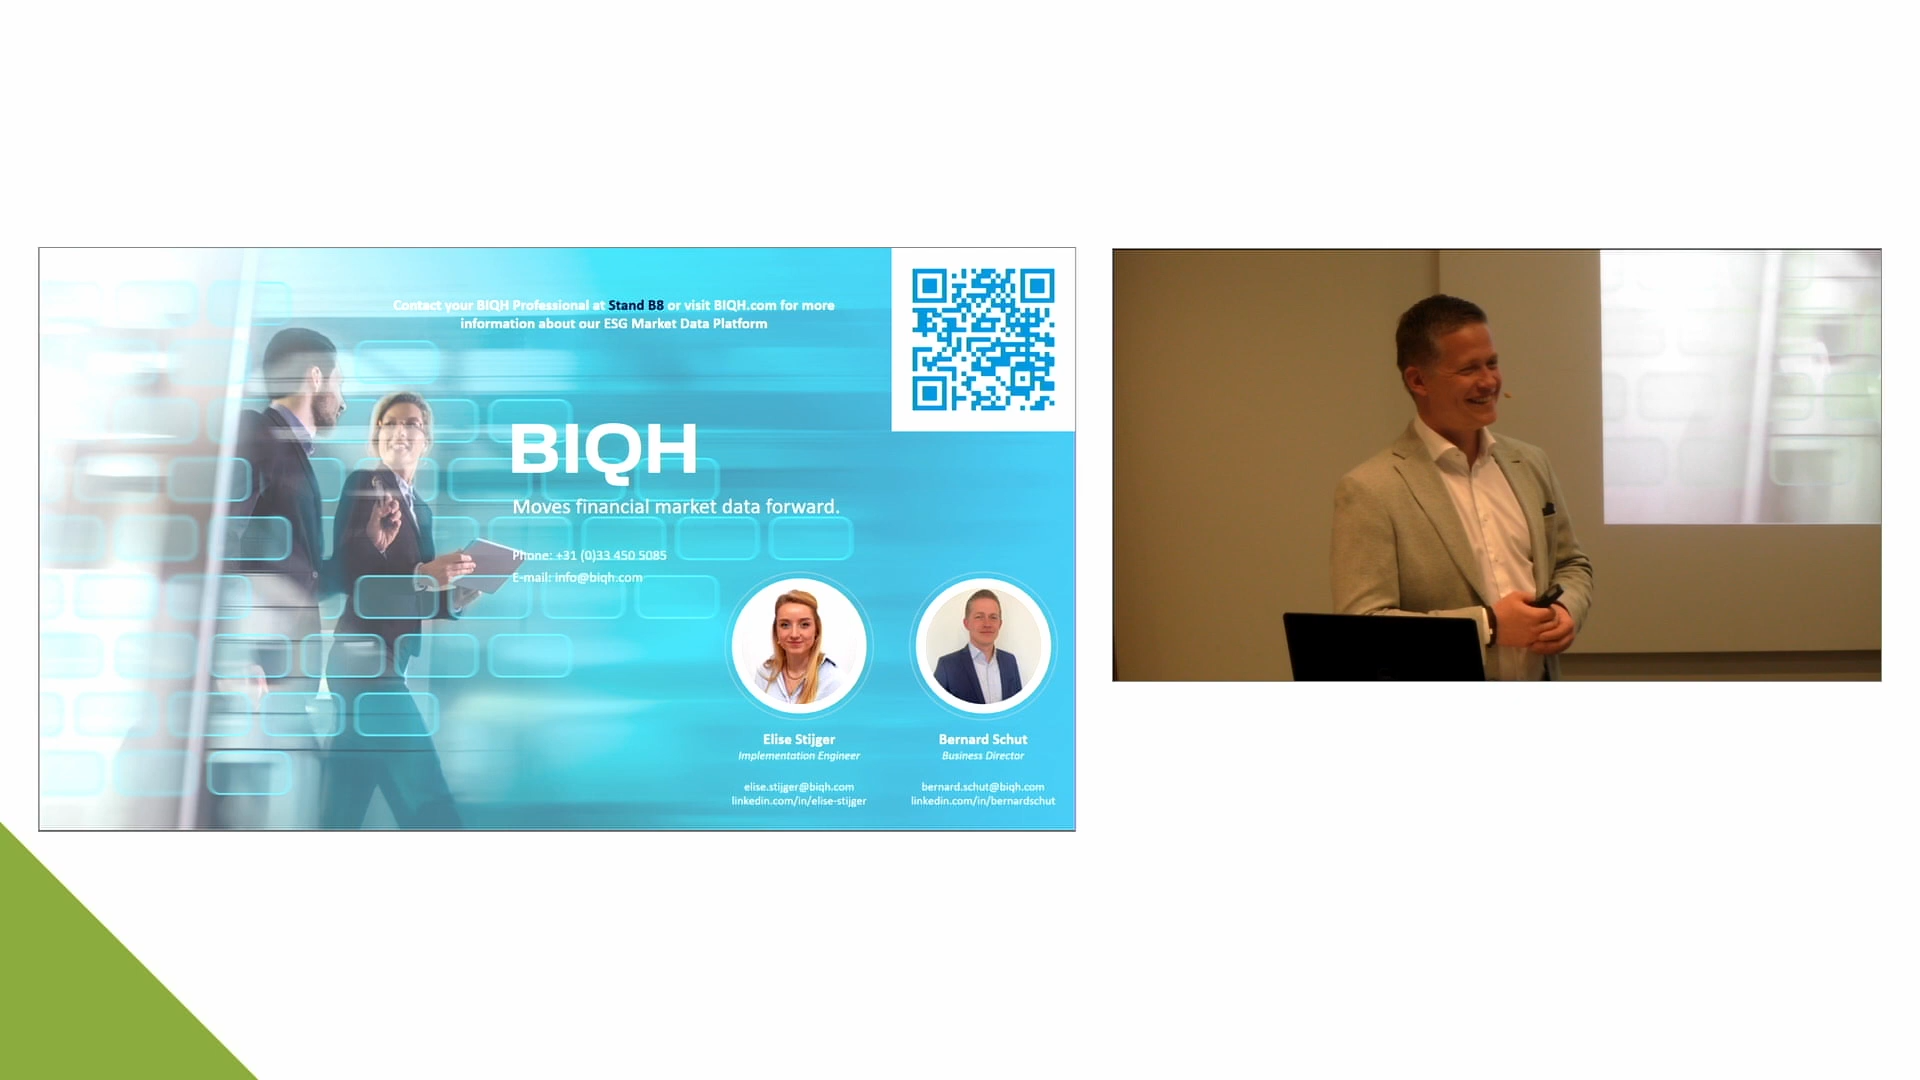 Contact your BIQH Professional at Stand B8 or visit BIQH.com for more
information about our ESG Market Data Platform
BIQH
Moves financial market data forward.
Phone: +31 (0)33 450 5085
E-mail: info@biqh.com
Elise Stijger
Implementation Engineer
elise.stijger@biqh.com
linkedin.com/in/elise-stijger
Bernard Schut
Business Director
bernard.schut@biqh.com
linkedin.com/in/bernardschut